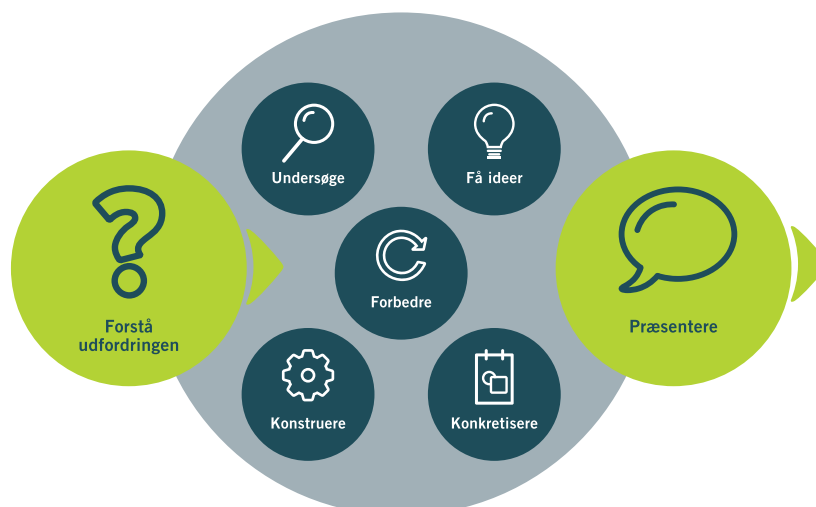 Forstå
udfordringen
Undersøge
Få ideer
Forbedre
Konstruere
Konkretisere
Præsentere